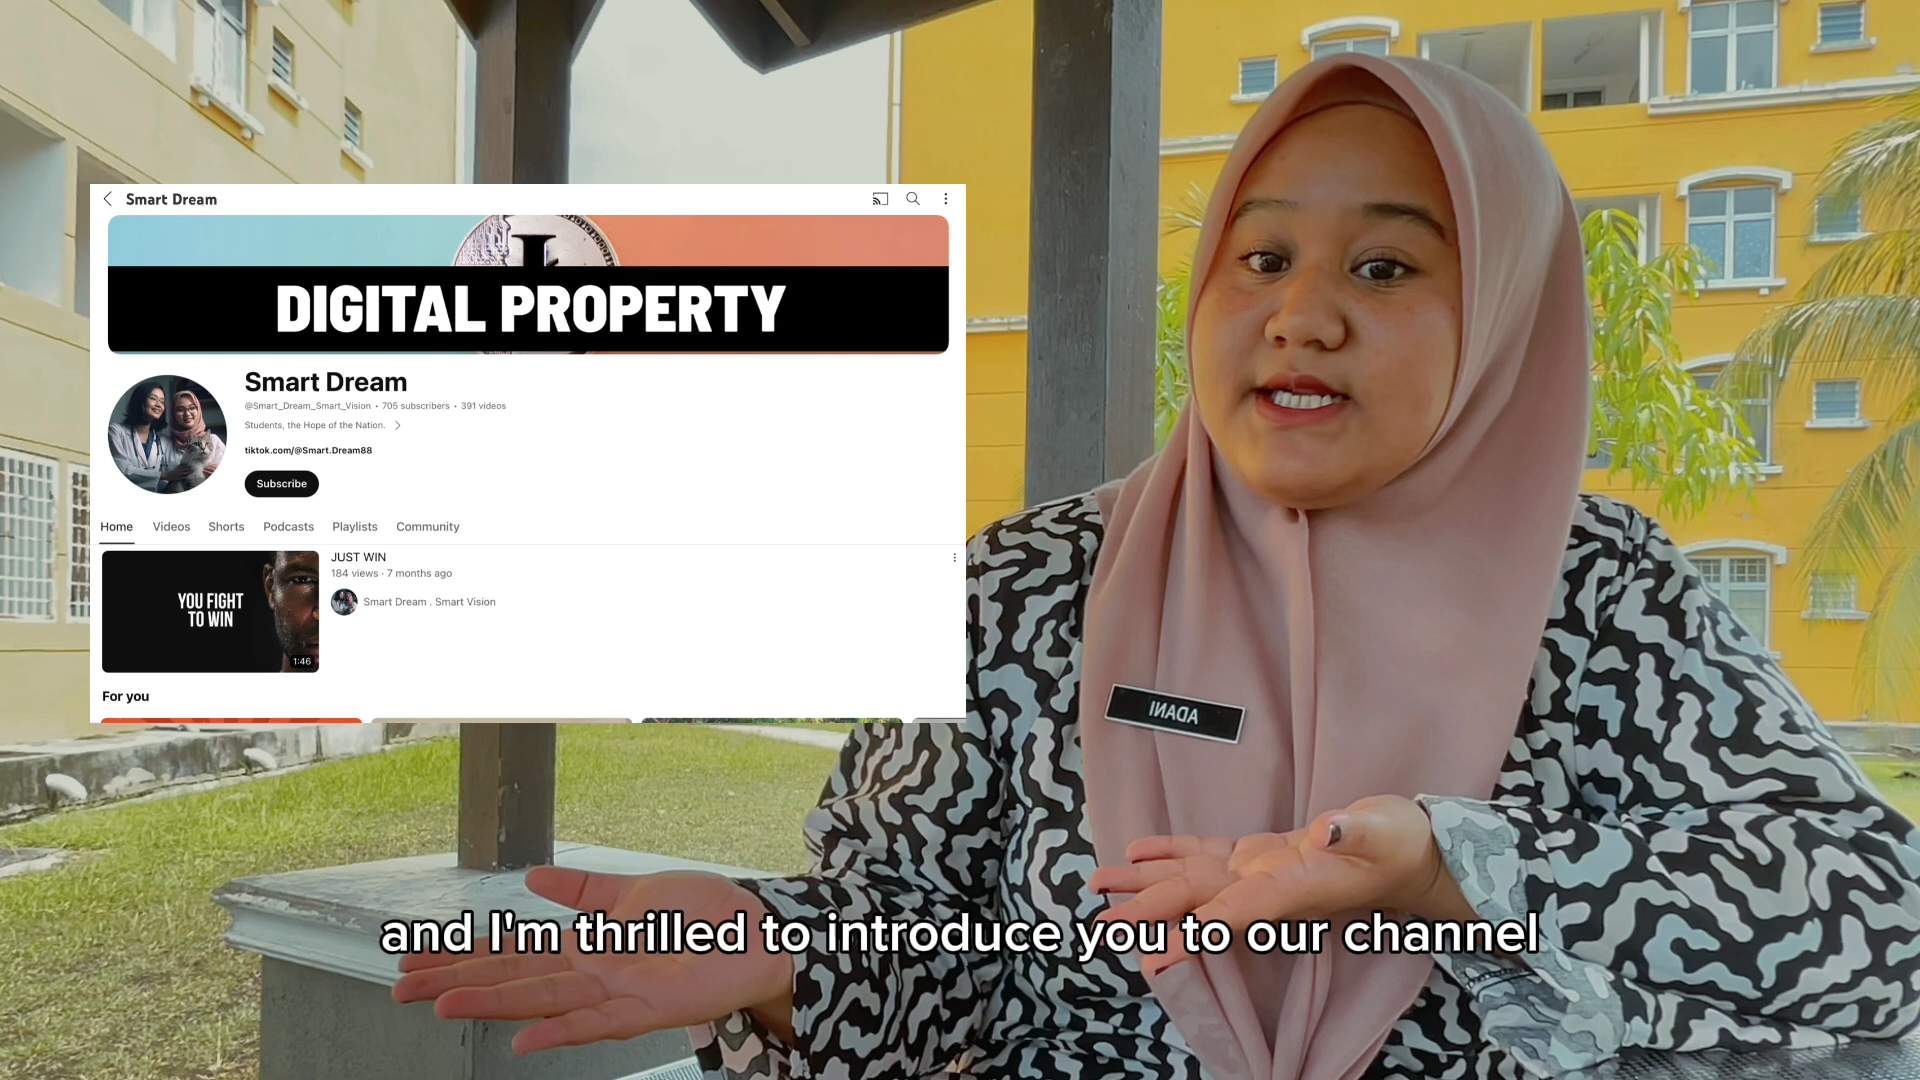 Smart Dream
DIGITAL PROPERTY
Smart Dream
@Smart_Dream_Smart_Vision • 705 subscribers • 391 videos
Students, the Hope of the Nation.
tiktok.com/@Smart.Dream88
Subscribe
Home Videos Shorts Podcasts Playlists Community
YOU FIGHT
TO WIN
1:46
JUST WIN
184 views · 7 months ago
Smart Dream . Smart Vision
For you
ADANI
and I'm thrilled to introduce you to our channel